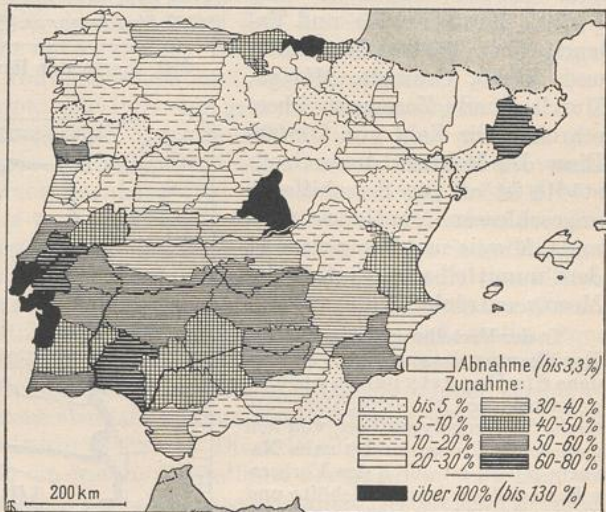 Abnahme (bis 3,3%)
Zunahme:
bis 5 %
5-10 %
10-20%
20-30%
30-40%
40-50%
50-60%
60-80%
über 100% (bis 130 %)
200 km